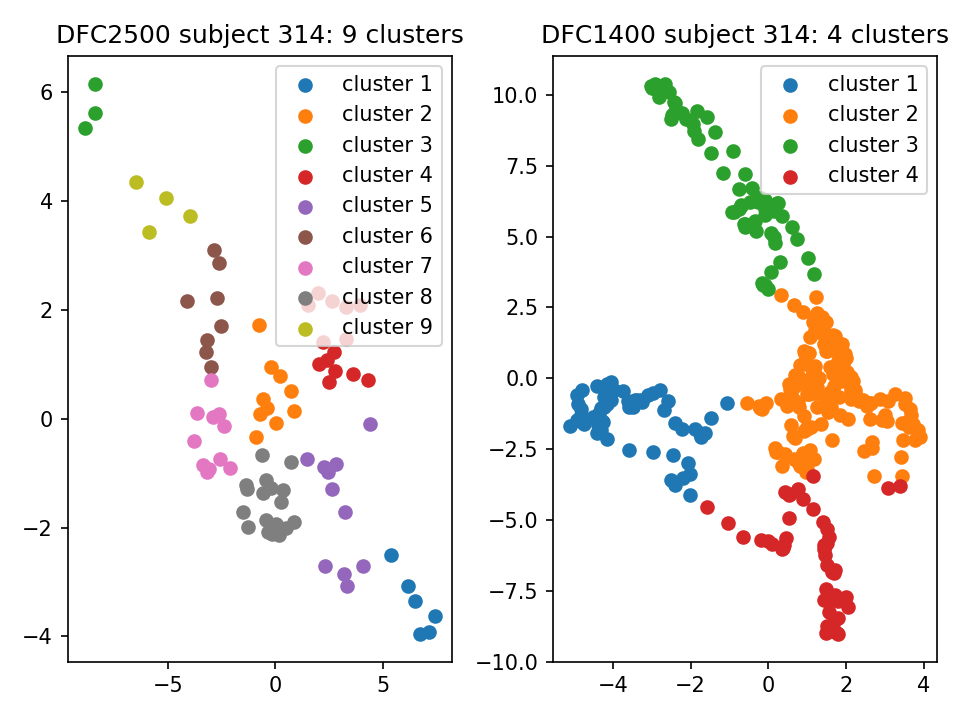 DFC2500 subject 314: 9 clusters
6
4
2
0
−2
−4
−5
0
5
cluster 1
cluster 2
cluster 3
cluster 4
cluster 5
cluster 6
cluster 7
cluster 8
cluster 9
DFC1400 subject 314: 4 clusters
10.0
7.5
5.0
2.5
0.0
−2.5
−5.0
−7.5
−10.0
−4
−2
0
2
4
cluster 1
cluster 2
cluster 3
cluster 4